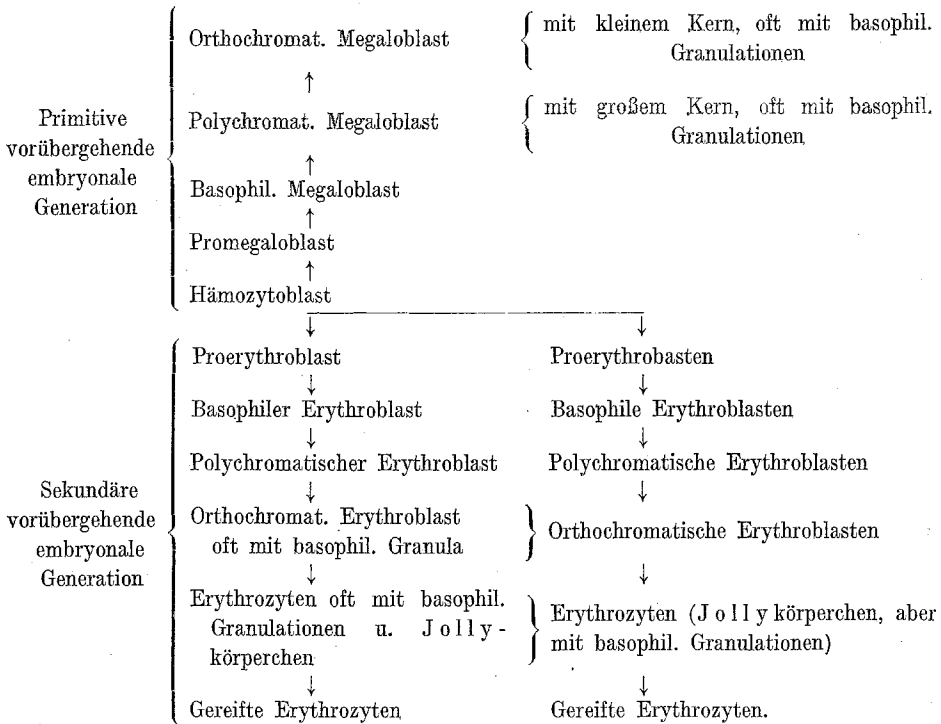 Orthochromat. Megaloblast
mit kleinem Kern, oft mit basophil.
Granulationen
↑
Primitive
vorübergehende
embryonale
Generation
Polychromat. Megaloblast
mit großem Kern, oft mit basophil.
Granulationen
↑
Basophil. Megaloblast
↑
Promegaloblast
↑
Hämozytoblast
↓ ↓
Proerythroblast
Proerythrobasten
↓ ↓
Basophiler Erythroblast
Basophile Erythroblasten
↓ ↓
Polychromatischer Erythroblast
Polychromatische Erythroblasten
↓ ↓
Sekundäre
vorübergehende
embryonale
Generation
Orthochromat. Erythroblast
oft mit basophil. Granula
Orthochromatische Erythroblasten
↓ ↓
Erythrozyten oft mit basophil.
Granulationen u. Jolly-
körperchen
Erythrozyten (Jollykörperchen, aber
mit basophil. Granulationen)
↓ ↓
Gereifte Erythrozyten
Gereifte Erythrozyten.